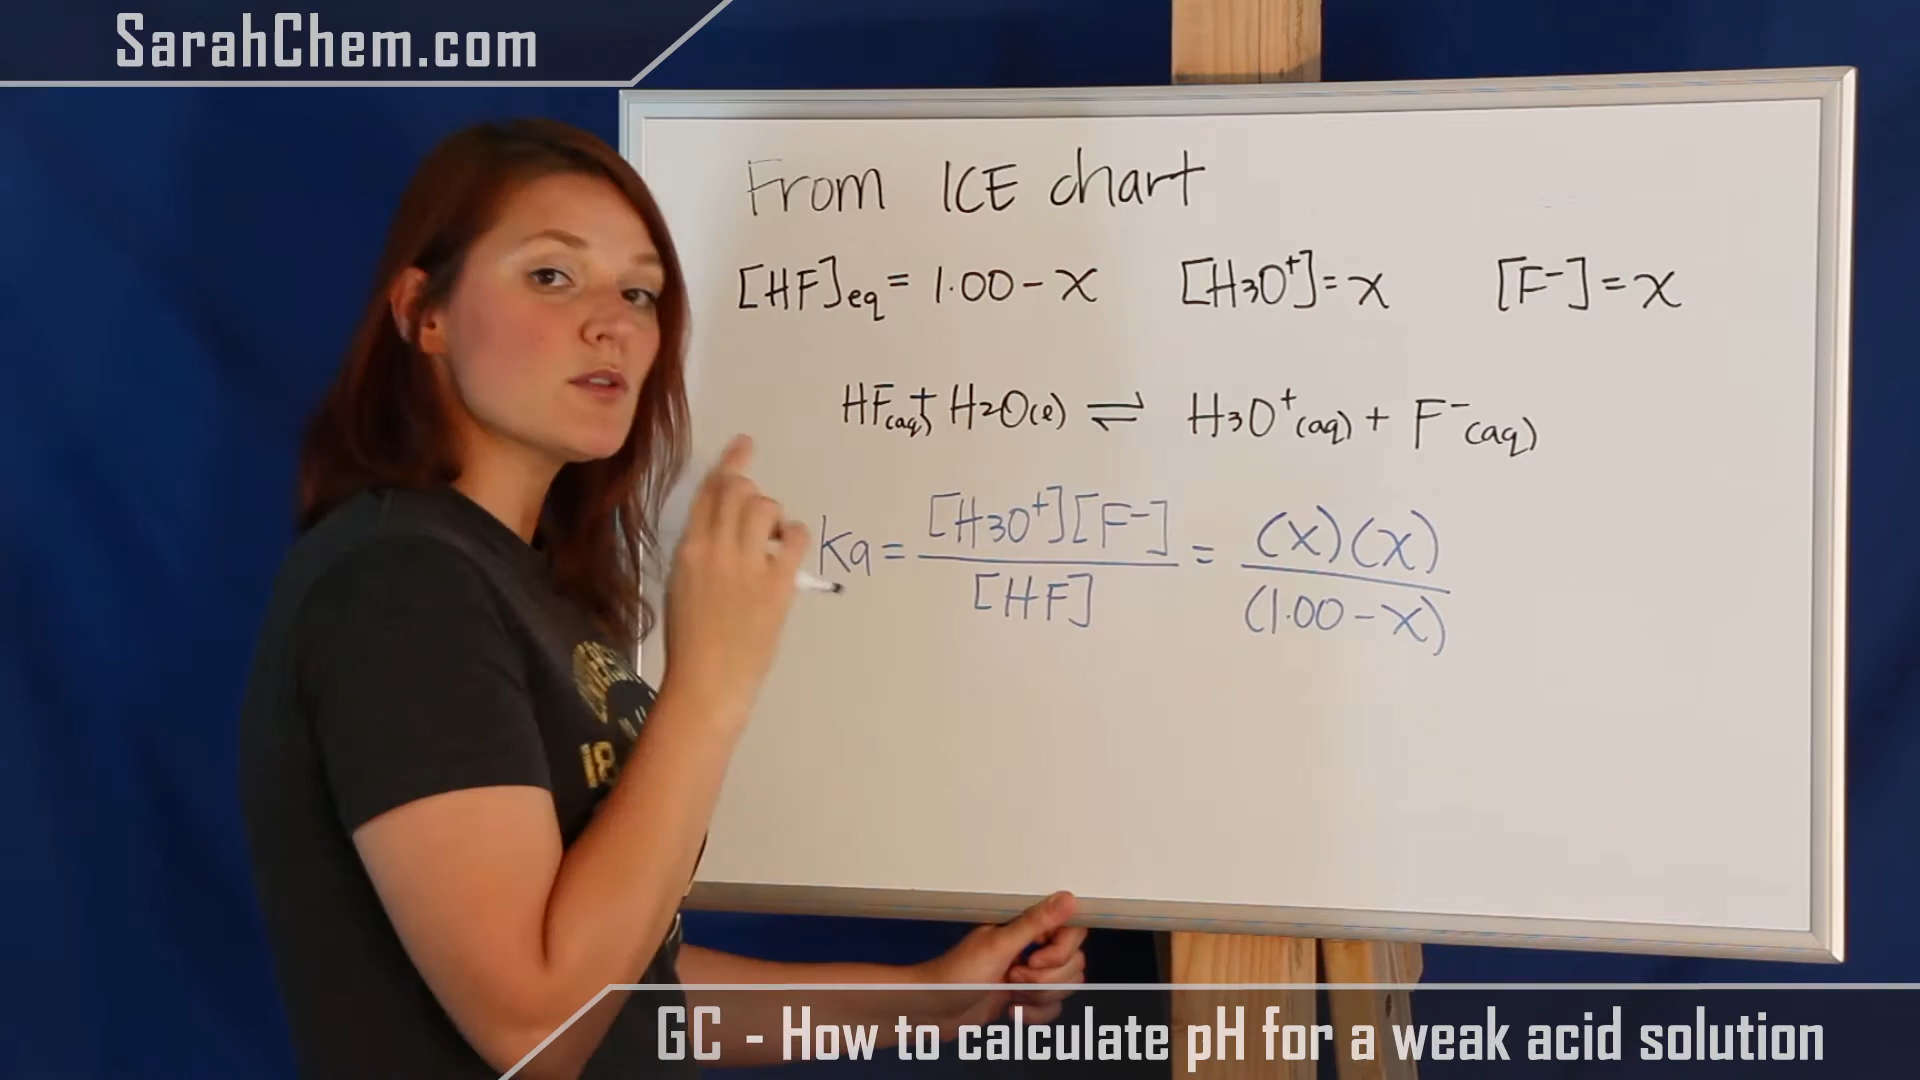 SarahChem.com
From ICE chart
[HF]eq = 1.00 - x [H3O+] = x [F-] = x
HF(aq) + H2O(l) ⇌ H3O+(aq) + F-(aq)
Ka = [H3O+][F-] / [HF] = (x)(x) / (1.00 - x)
18
GC - How to calculate pH for a weak acid solution